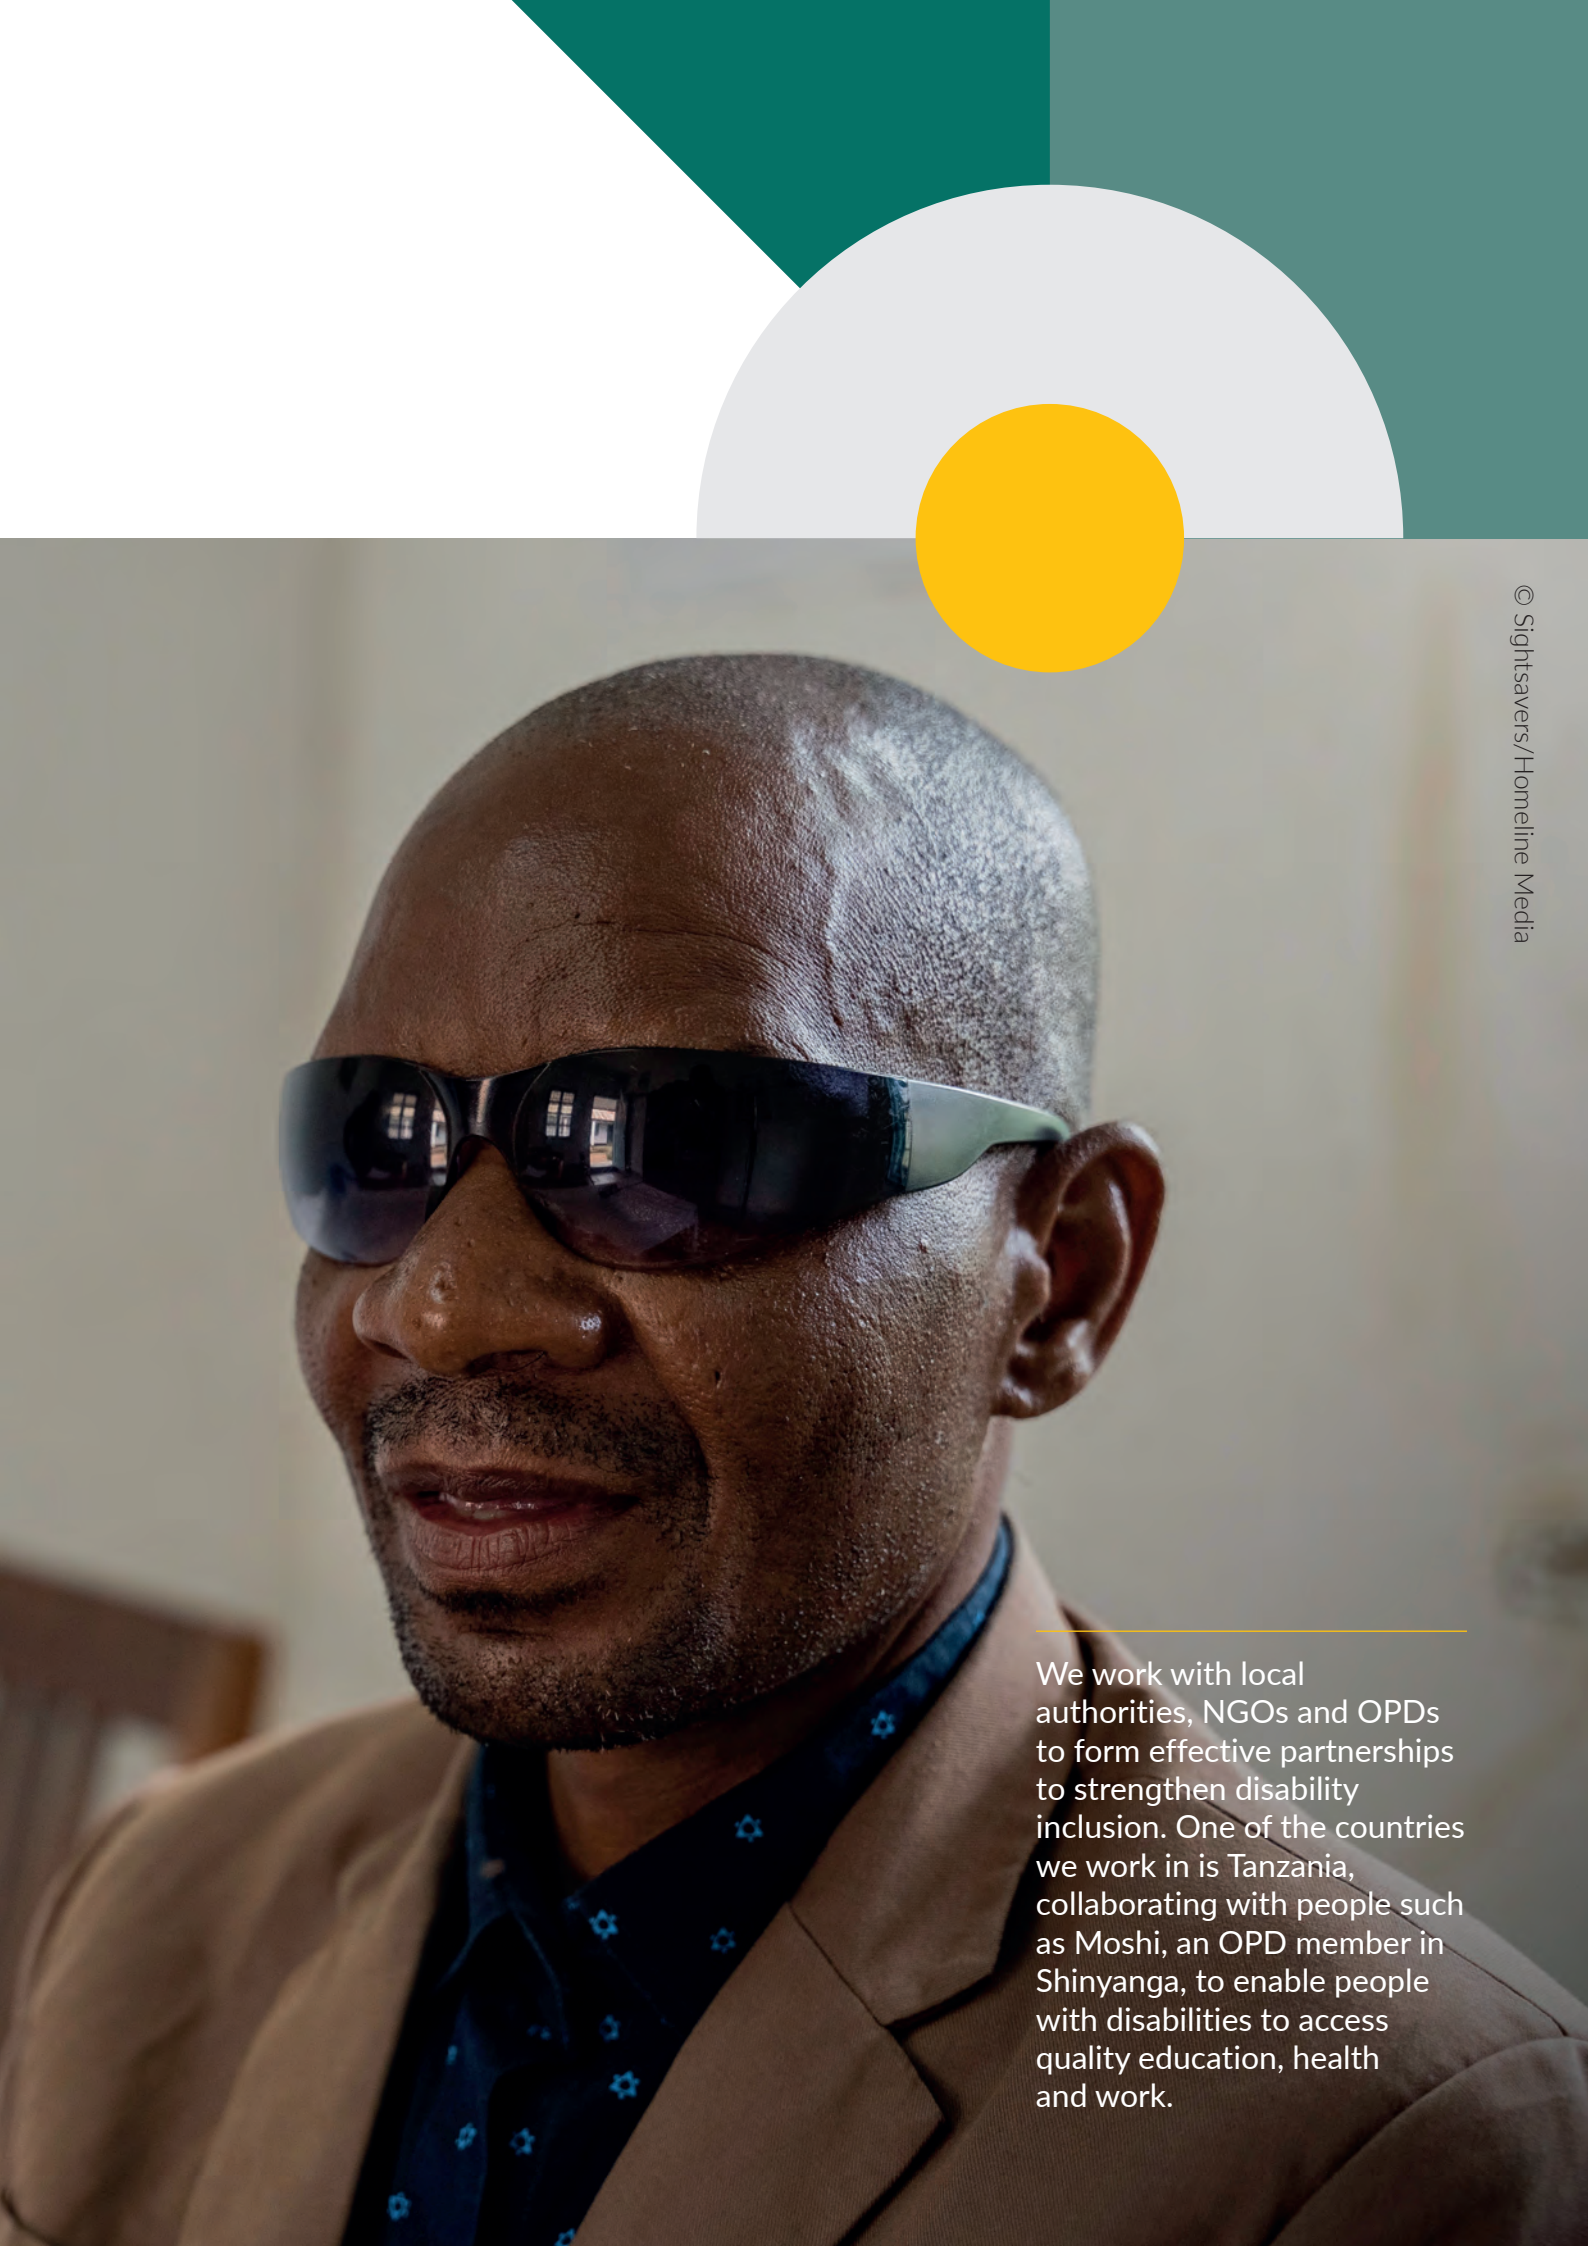 © Sightsavers/Homeline Media
We work with local
authorities, NGOs and OPDs
to form effective partnerships
to strengthen disability
inclusion. One of the countries
we work in is Tanzania,
collaborating with people such
as Moshi, an OPD member in
Shinyanga, to enable people
with disabilities to access
quality education, health
and work.